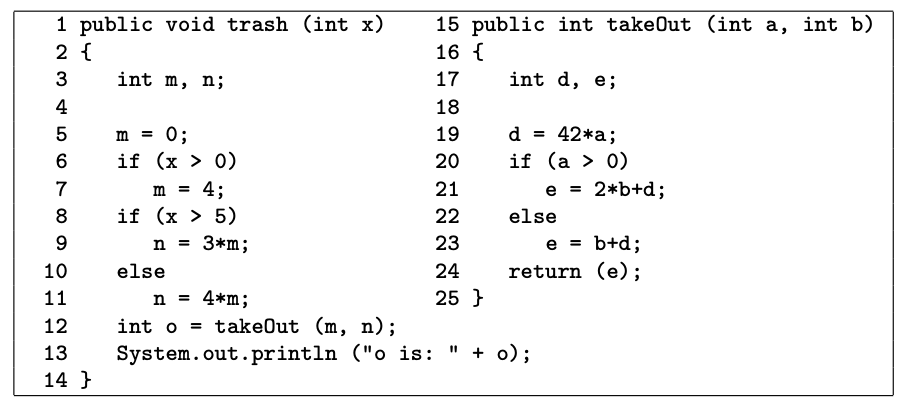 1 public void trash (int x)
2 {
3    int m, n;
4
5    m = 0;
6    if (x > 0)
7       m = 4;
8    if (x > 5)
9       n = 3*m;
10    else
11       n = 4*m;
12    int o = takeOut (m, n);
13    System.out.println ("o is: " + o);
14 }
15 public int takeOut (int a, int b)
16 {
17    int d, e;
18
19    d = 42*a;
20    if (a > 0)
21       e = 2*b+d;
22    else
23       e = b+d;
24    return (e);
25 }